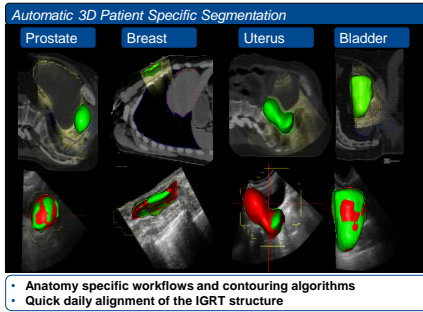 Automatic 3D Patient Specific Segmentation
Prostate Breast Uterus Bladder
• Anatomy specific workflows and contouring algorithms
• Quick daily alignment of the IGRT structure